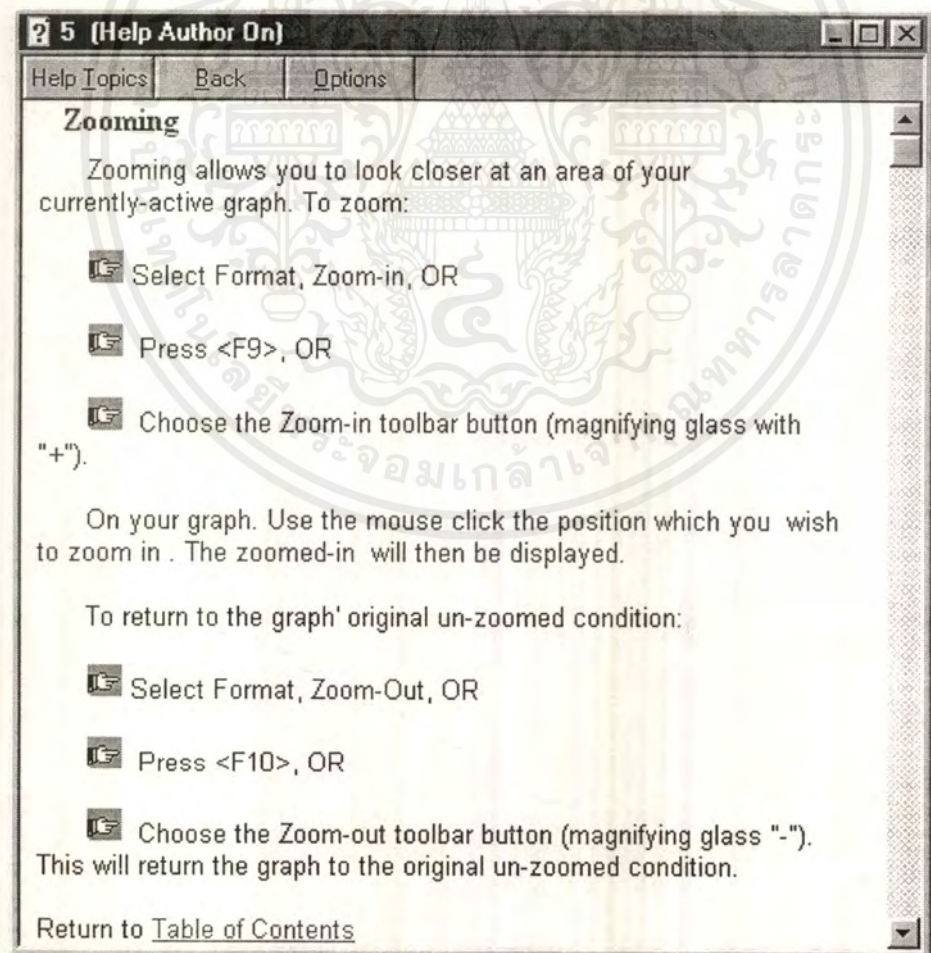 5 (Help Author On)
Help Topics Back Options
Zooming
Zooming allows you to look closer at an area of your
currently-active graph. To zoom:
Select Format, Zoom-in, OR
Press <F9>, OR
Choose the Zoom-in toolbar button (magnifying glass with
"+").
On your graph. Use the mouse click the position which you wish
to zoom in . The zoomed-in will then be displayed.
To return to the graph' original un-zoomed condition:
Select Format, Zoom-Out, OR
Press <F10>, OR
Choose the Zoom-out toolbar button (magnifying glass "-").
This will return the graph to the original un-zoomed condition.
Return to Table of Contents